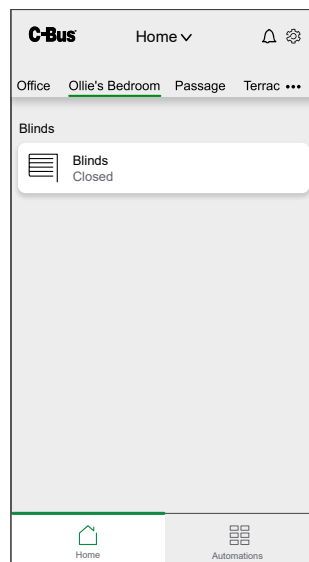 C-Bus Home
Office Ollie's Bedroom Passage Terrac •••
Blinds
Blinds
Closed
Home Automations